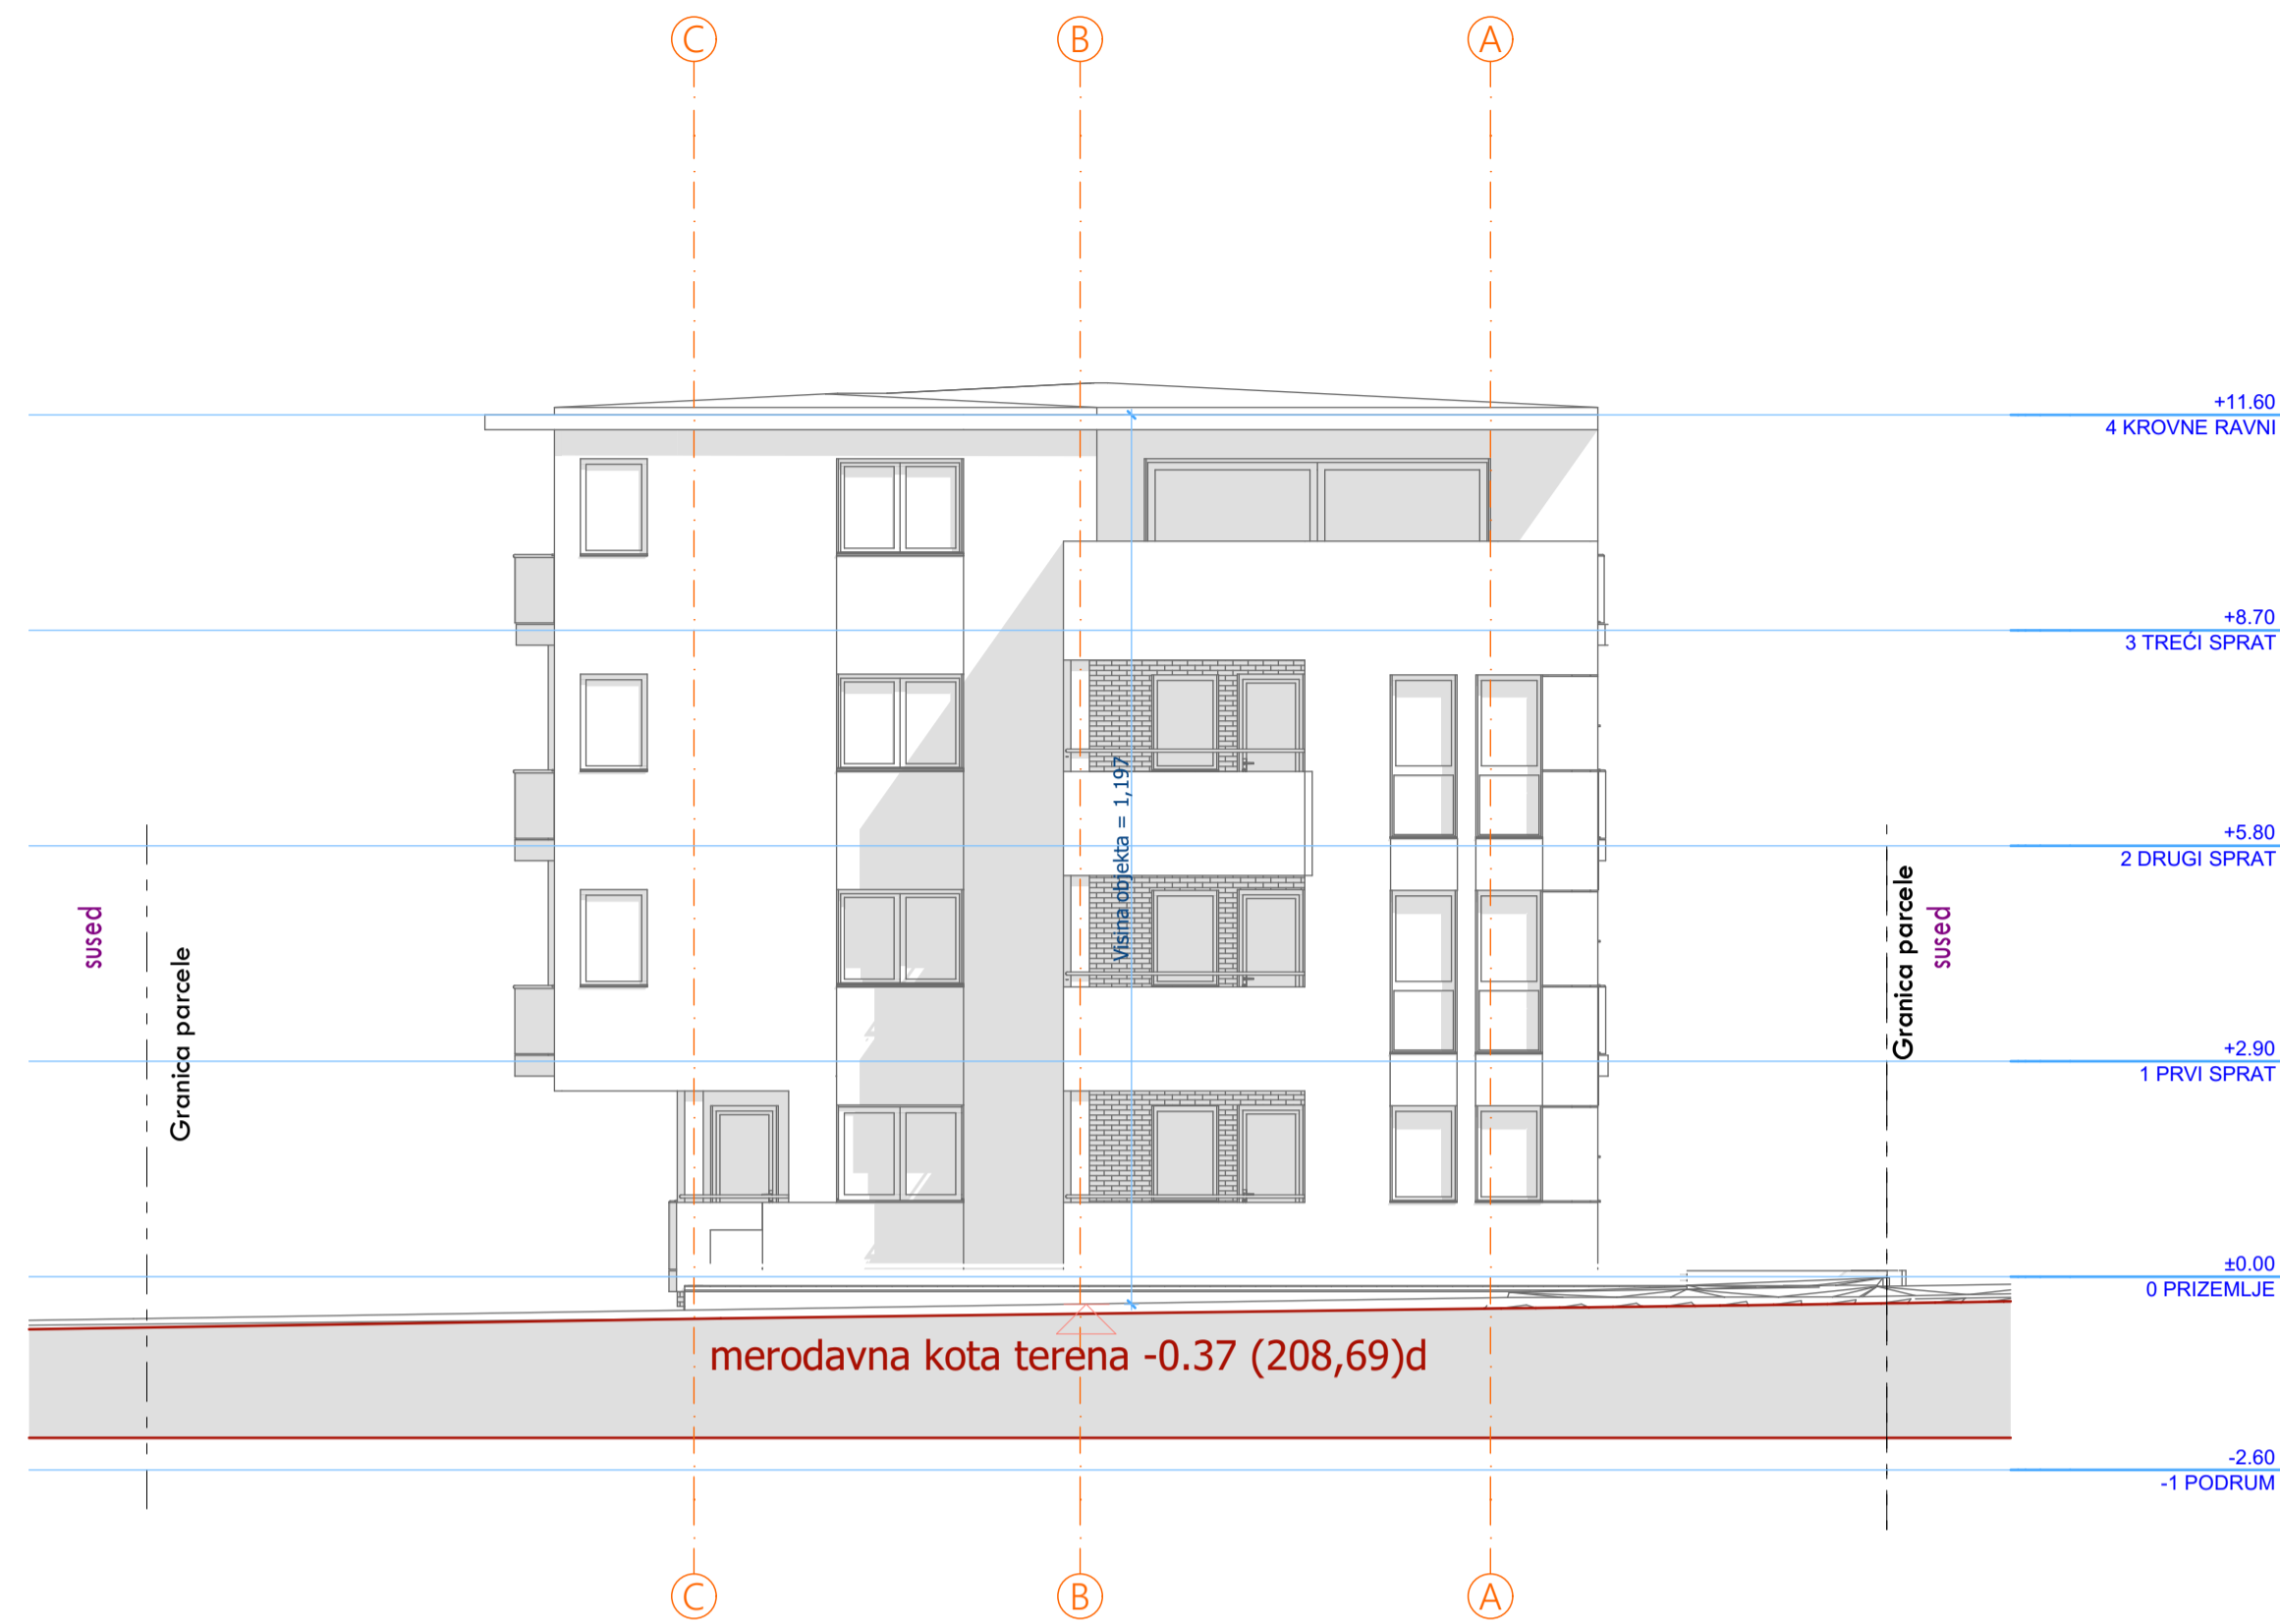 C
B
A
+11.60
4 KROVNE RAVNI
+8.70
3 TREĆI SPRAT
+5.80
2 DRUGI SPRAT
+2.90
1 PRVI SPRAT
±0.00
0 PRIZEMLJE
-2.60
-1 PODRUM
sused
Granica parcele
Visina objekta = 1,197
Granica parcele
sused
merodavna kota terena -0.37 (208,69)d
C
B
A